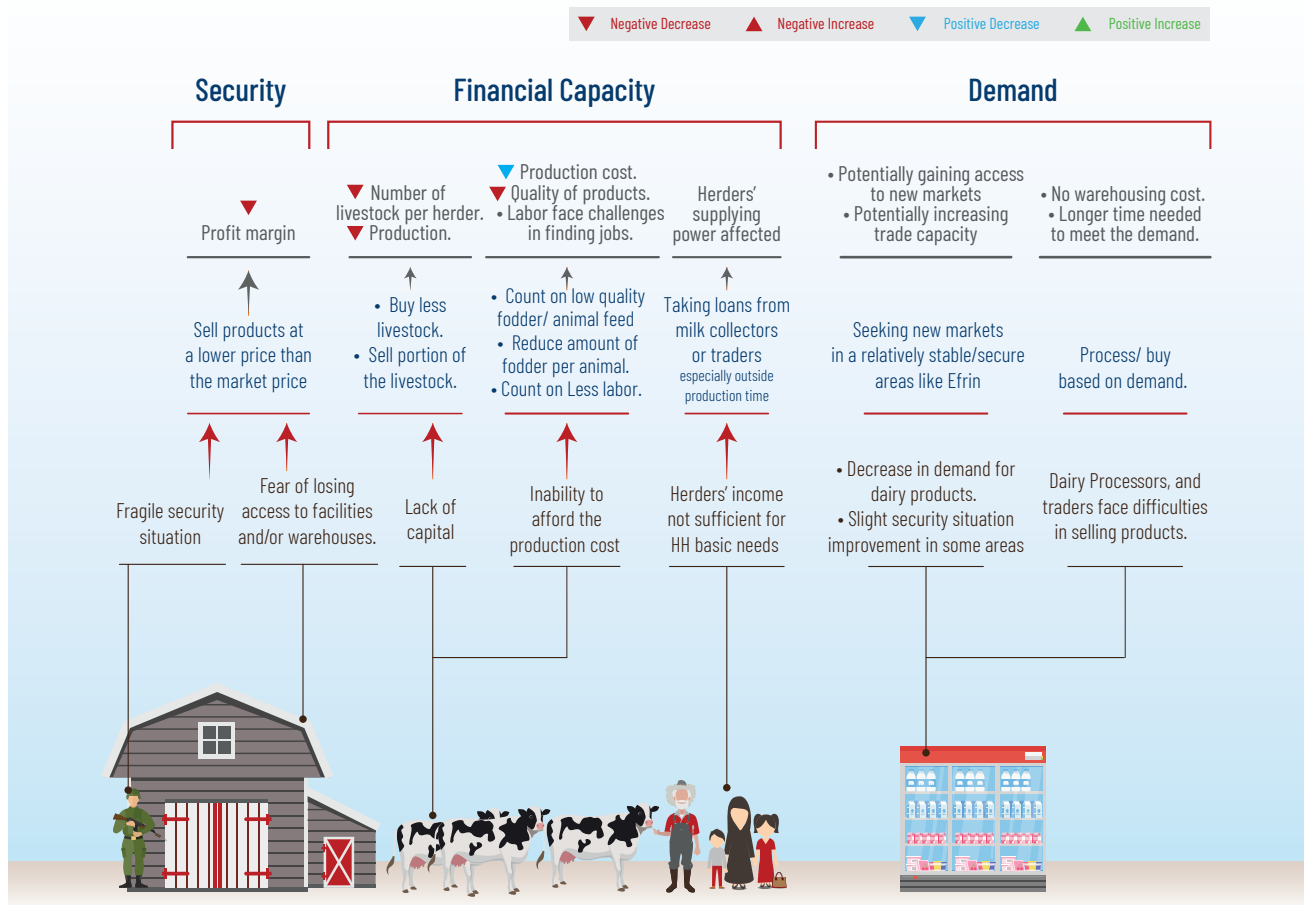 Negative Decrease
Negative Increase
Positive Decrease
Positive Increase
Security
Financial Capacity
Demand
Profit margin
Number of
livestock per herder.
Production.
Production cost.
Quality of products.
• Labor face challenges
in finding jobs.
Herders'
supplying
power affected
• Potentially gaining access
to new markets
• Potentially increasing
trade capacity
• No warehousing cost.
• Longer time needed
to meet the demand.
Sell products at
a lower price than
the market price
• Buy less
livestock.
• Sell portion of
the livestock.
• Count on low quality
fodder/ animal feed
• Reduce amount of
fodder per animal.
• Count on Less labor.
Taking loans from
milk collectors
or traders
especially outside
production time
Seeking new markets
in a relatively stable/secure
areas like Efrin
Process/ buy
based on demand.
Fragile security
situation
Fear of losing
access to facilities
and/or warehouses.
Lack of
capital
Inability to
afford the
production cost
Herders' income
not sufficient for
HH basic needs
• Decrease in demand for
dairy products.
• Slight security situation
improvement in some areas
Dairy Processors, and
traders face difficulties
in selling products.